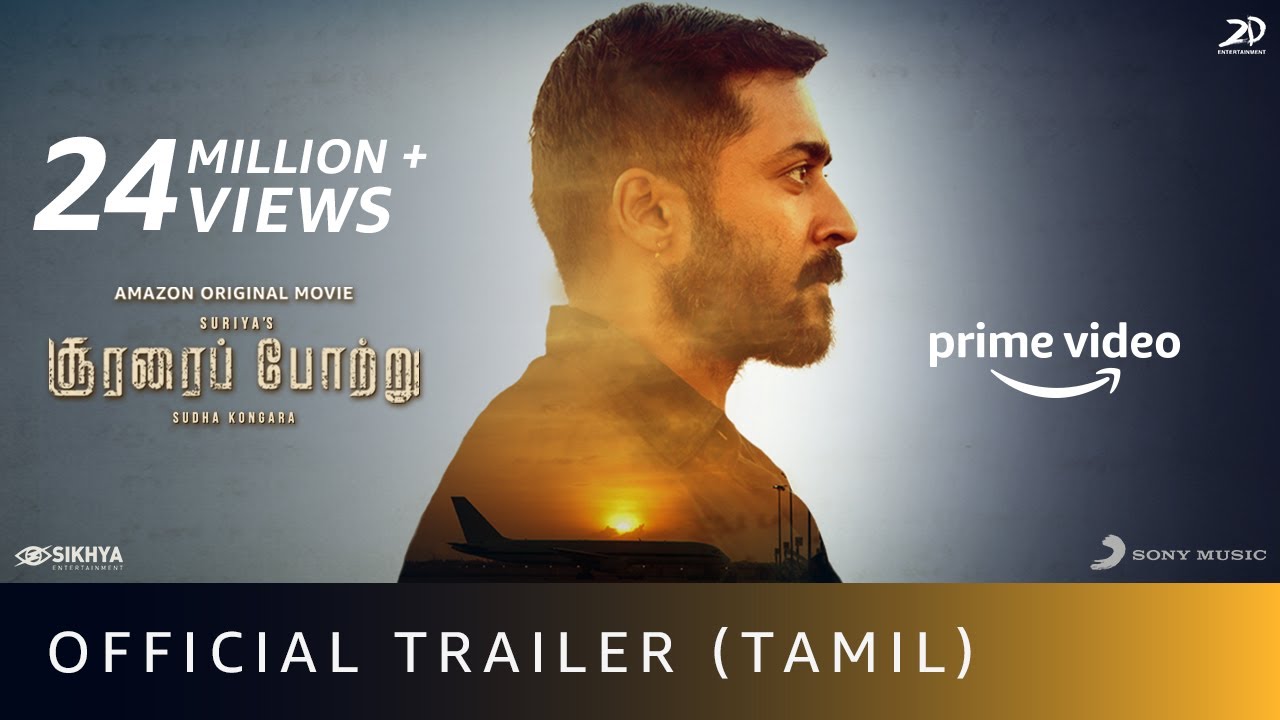 2D
ENTERTAINMENT
24 MILLION +
VIEWS
AMAZON ORIGINAL MOVIE
SURIYA'S
சூரரைப் போற்று
SUDHA KONGARA
prime video
SIKHYA
ENTERTAINMENT
SONY MUSIC
OFFICIAL TRAILER (TAMIL)